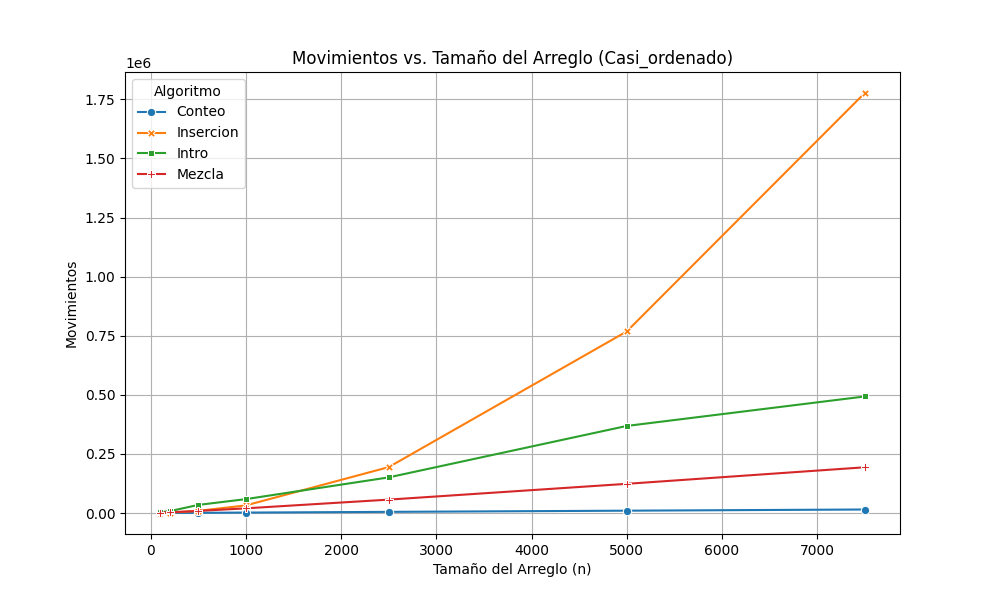 Movimientos vs. Tamaño del Arreglo (Casi_ordenado)
1e6
Algoritmo
Conteo
Insercion
Intro
Mezcla
1.75
1.50
1.25
1.00
0.75
0.50
0.25
0.00
Movimientos
0 1000 2000 3000 4000 5000 6000 7000
Tamaño del Arreglo (n)